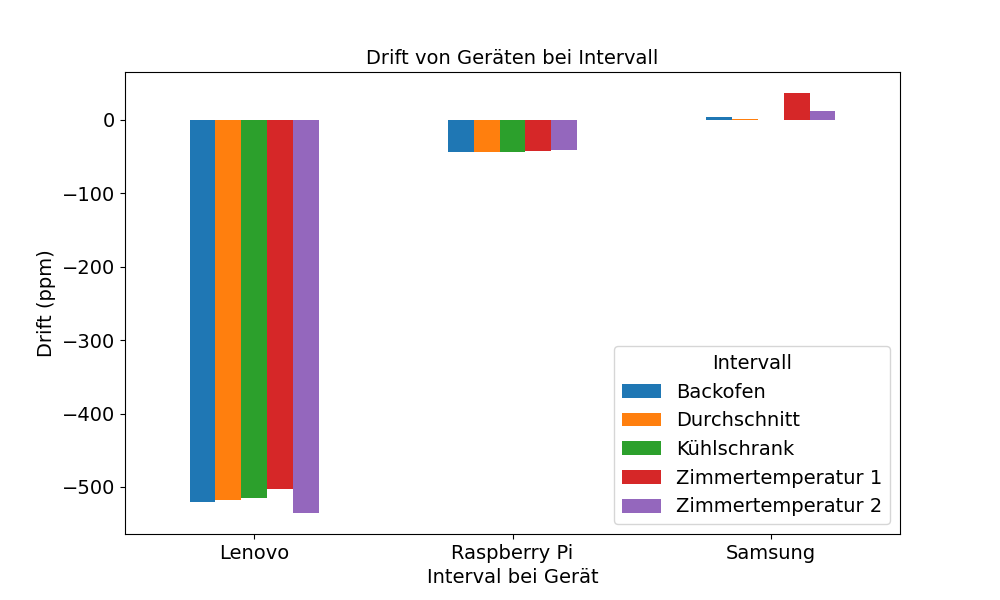 Drift von Geräten bei Intervall
Drift (ppm)
0
−100
−200
−300
−400
−500
Intervall
Backofen
Durchschnitt
Kühlschrank
Zimmertemperatur 1
Zimmertemperatur 2
Lenovo
Raspberry Pi
Samsung
Interval bei Gerät